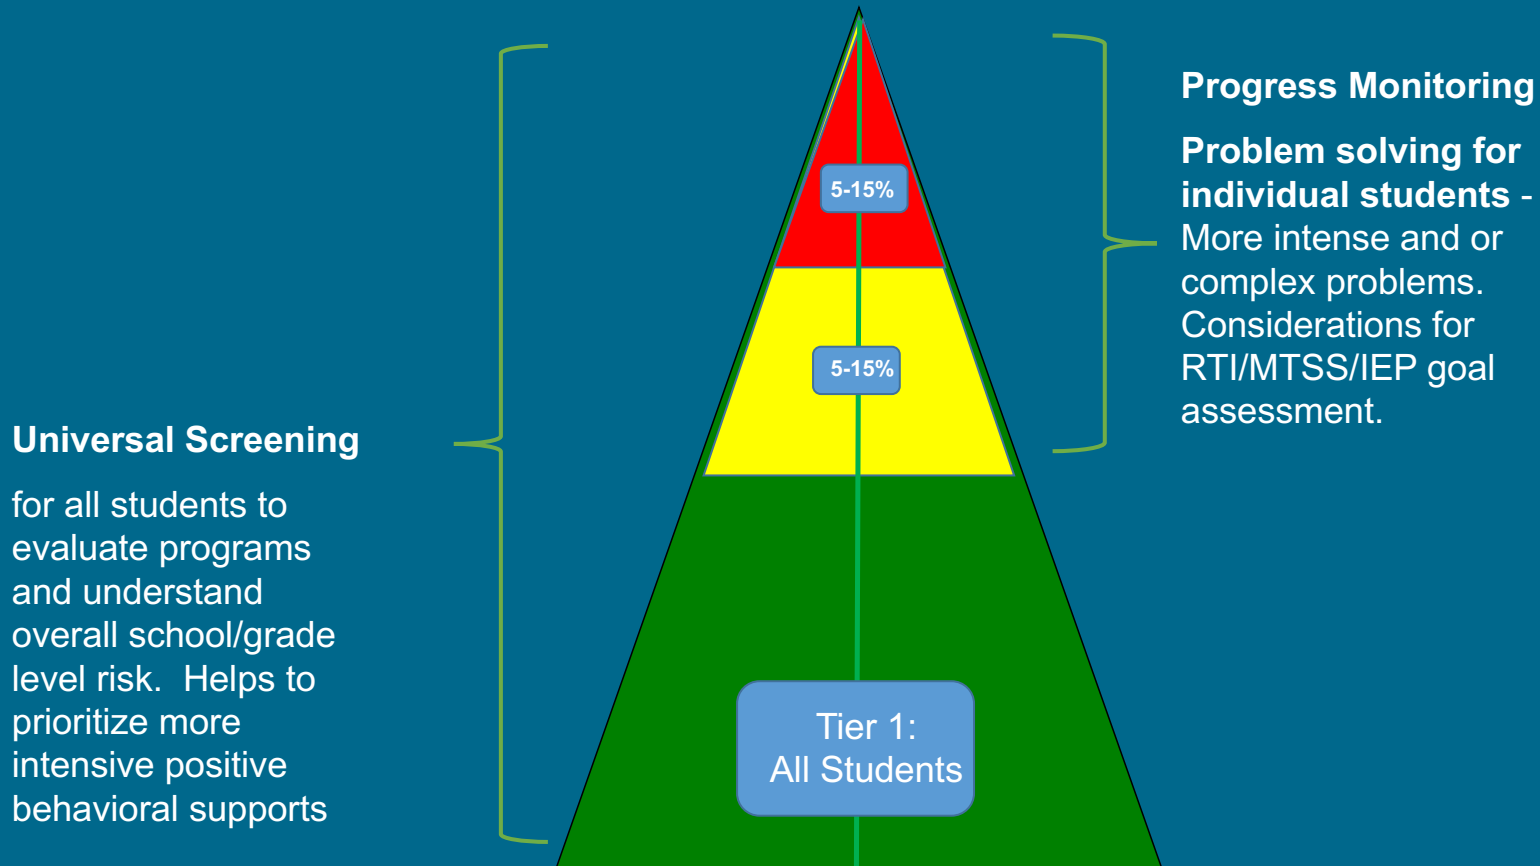 Universal Screening
for all students to
evaluate programs
and understand
overall school/grade
level risk.  Helps to
prioritize more
intensive positive
behavioral supports
5-15%
5-15%
Tier 1:
All Students
Progress Monitoring
Problem solving for
individual students -
More intense and or
complex problems.
Considerations for
RTI/MTSS/IEP goal
assessment.